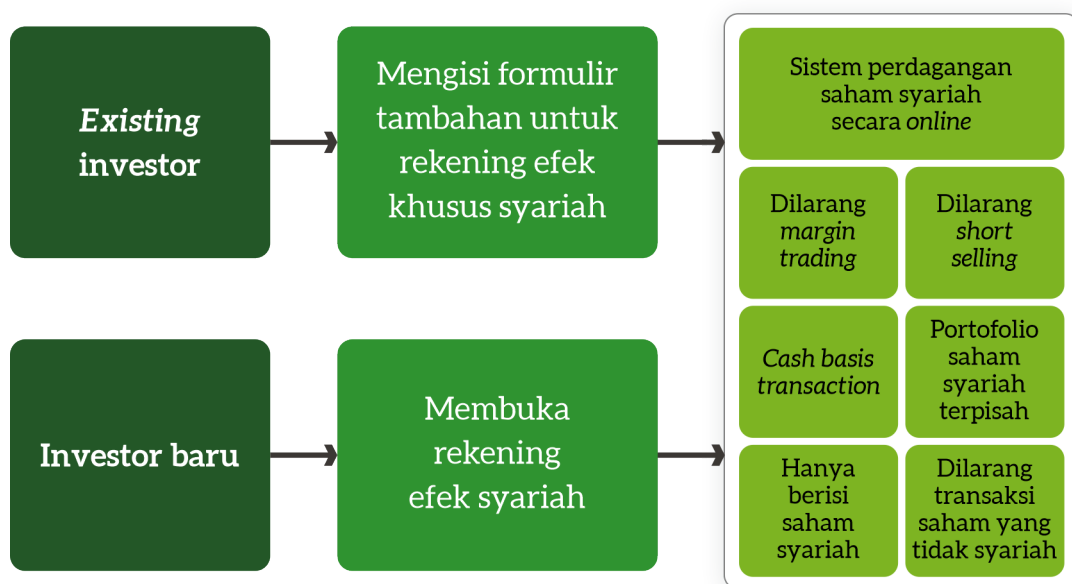 Existing
investor
Mengisi formulir
tambahan untuk
rekening efek
khusus syariah
Investor baru
Membuka
rekening
efek syariah
Sistem perdagangan
saham syariah
secara online
Dilarang
margin
trading
Dilarang
short
selling
Cash basis
transaction
Portofolio
saham
syariah
terpisah
Hanya
berisi
saham
syariah
Dilarang
transaksi
saham yang
tidak syariah